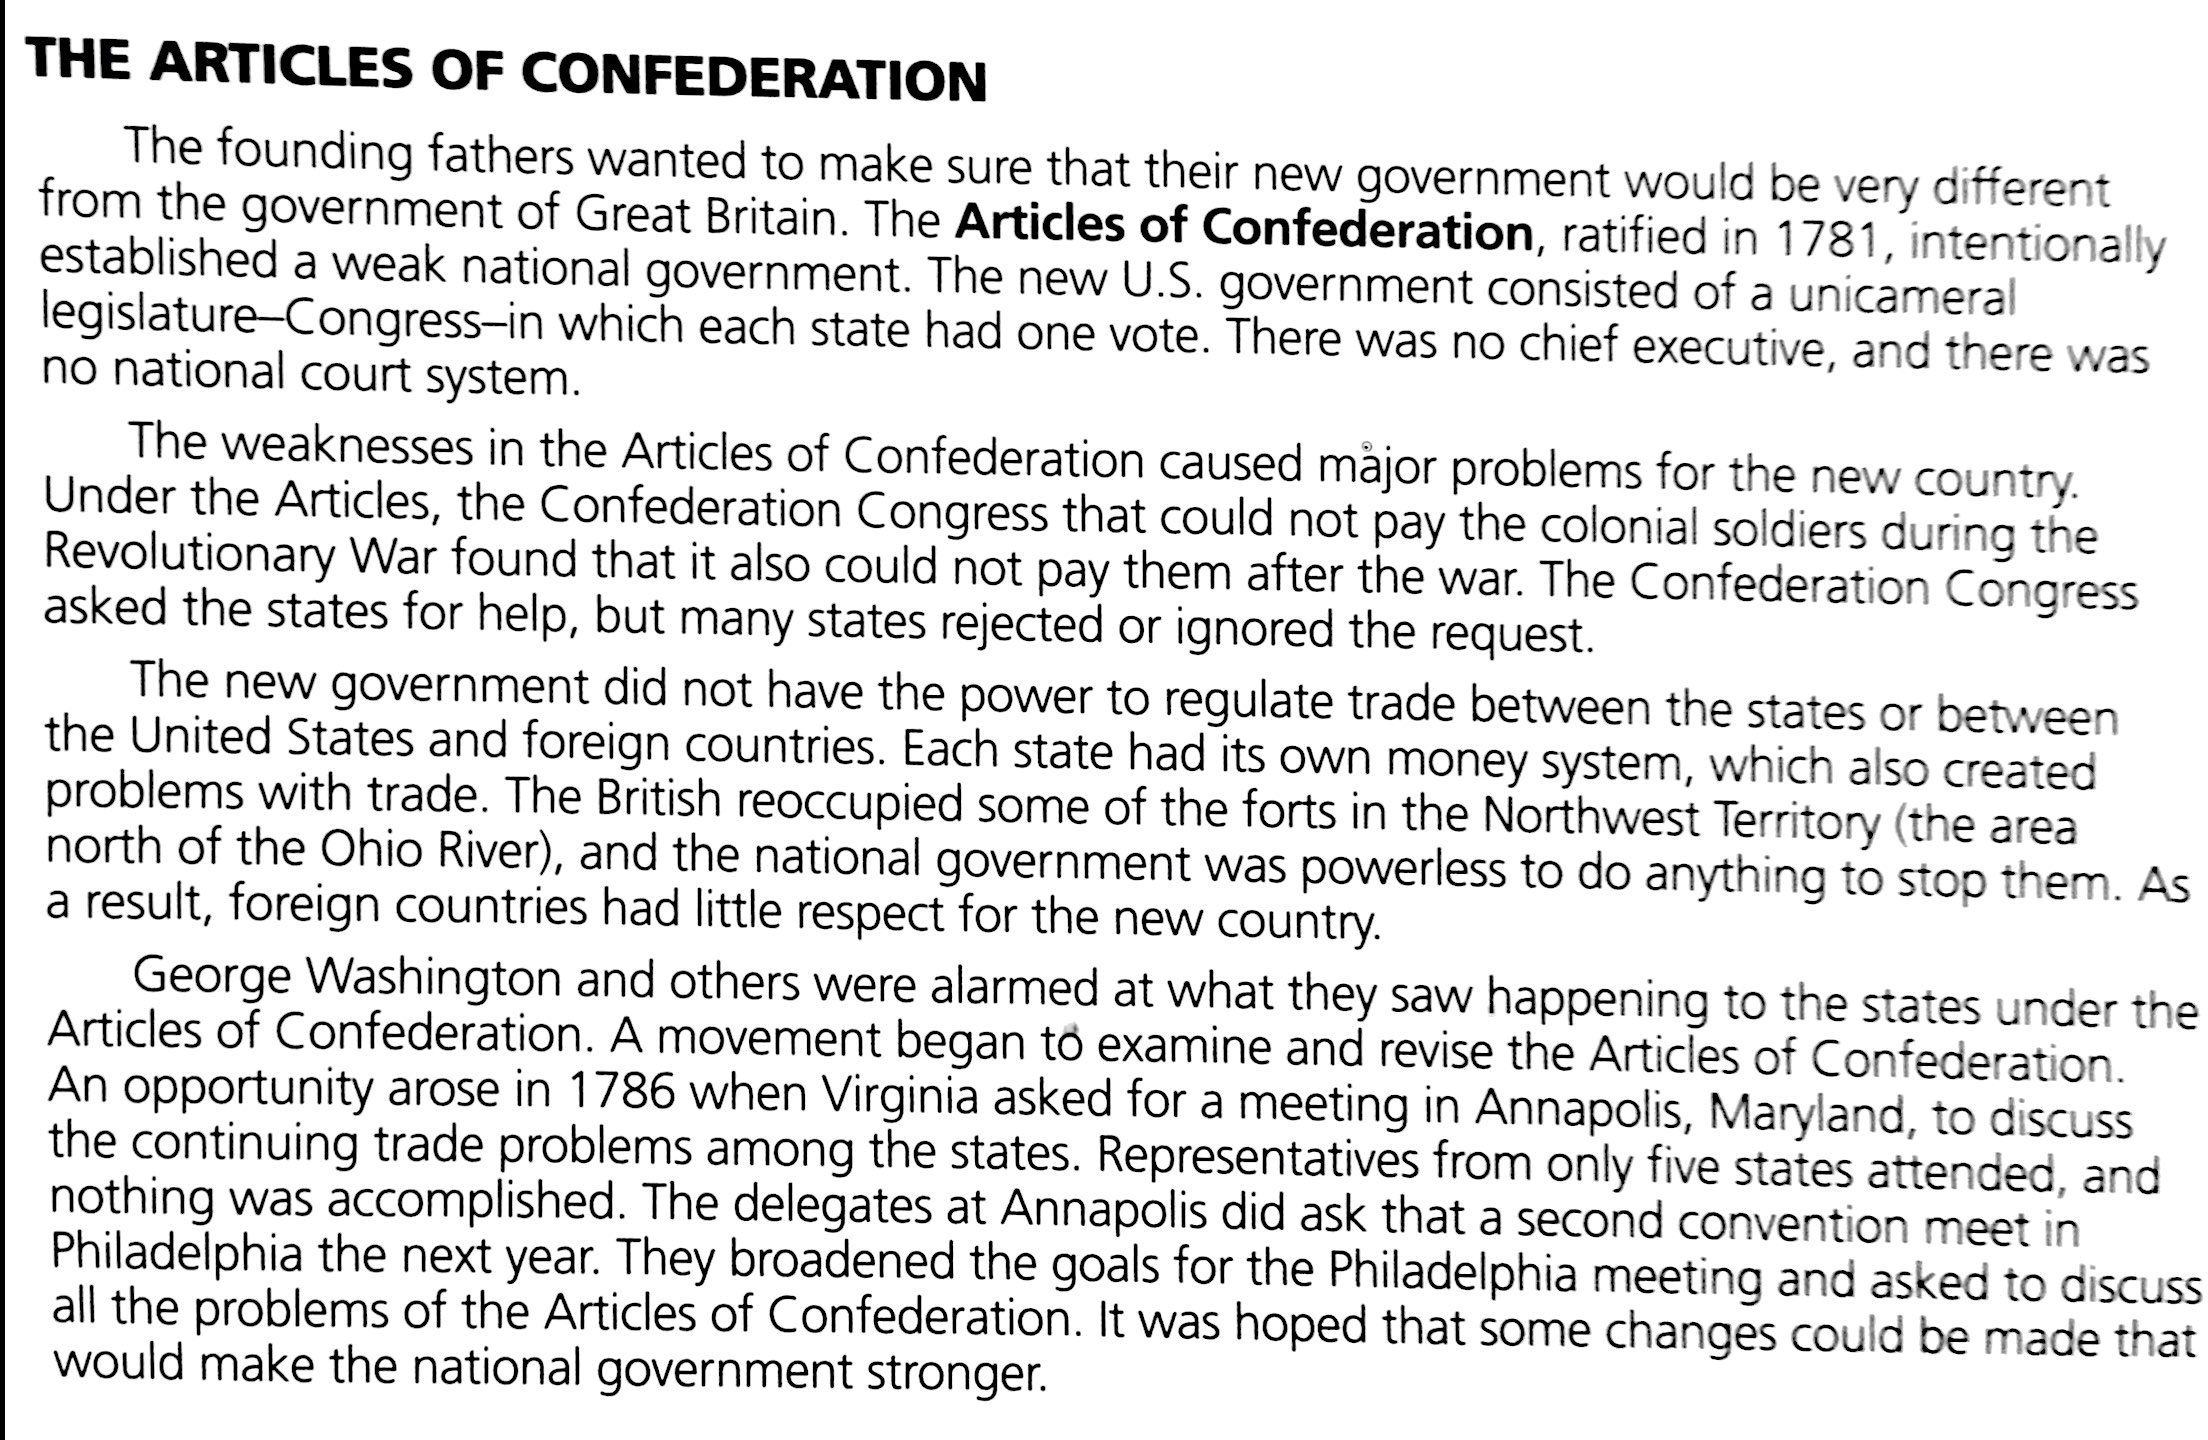 THE ARTICLES OF CONFEDERATION
The founding fathers wanted to make sure that their new government would be very different
from the government of Great Britain. The Articles of Confederation, ratified in 1781, intentionally
established a weak national government. The new U.S. government consisted of a unicameral
legislature–Congress–in which each state had one vote. There was no chief executive, and there was
no national court system.
The weaknesses in the Articles of Confederation caused major problems for the new country.
Under the Articles, the Confederation Congress that could not pay the colonial soldiers during the
Revolutionary War found that it also could not pay them after the war. The Confederation Congress
asked the states for help, but many states rejected or ignored the request.
The new government did not have the power to regulate trade between the states or between
the United States and foreign countries. Each state had its own money system, which also created
problems with trade. The British reoccupied some of the forts in the Northwest Territory (the area
north of the Ohio River), and the national government was powerless to do anything to stop them. As
a result, foreign countries had little respect for the new country.
George Washington and others were alarmed at what they saw happening to the states under the
Articles of Confederation. A movement began to examine and revise the Articles of Confederation.
An opportunity arose in 1786 when Virginia asked for a meeting in Annapolis, Maryland, to discuss
the continuing trade problems among the states. Representatives from only five states attended, and
nothing was accomplished. The delegates at Annapolis did ask that a second convention meet in
Philadelphia the next year. They broadened the goals for the Philadelphia meeting and asked to discuss
all the problems of the Articles of Confederation. It was hoped that some changes could be made that
would make the national government stronger.